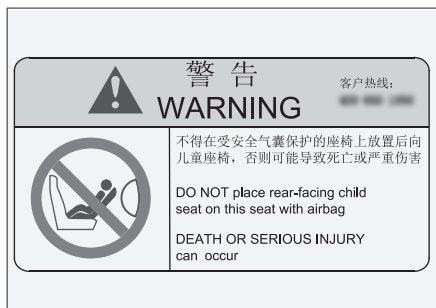 警 告
WARNING
客户热线：
不得在受安全气囊保护的座椅上放置后向
儿童座椅，否则可能导致死亡或严重伤害
DO NOT place rear-facing child
seat on this seat with airbag
DEATH OR SERIOUS INJURY
can occur